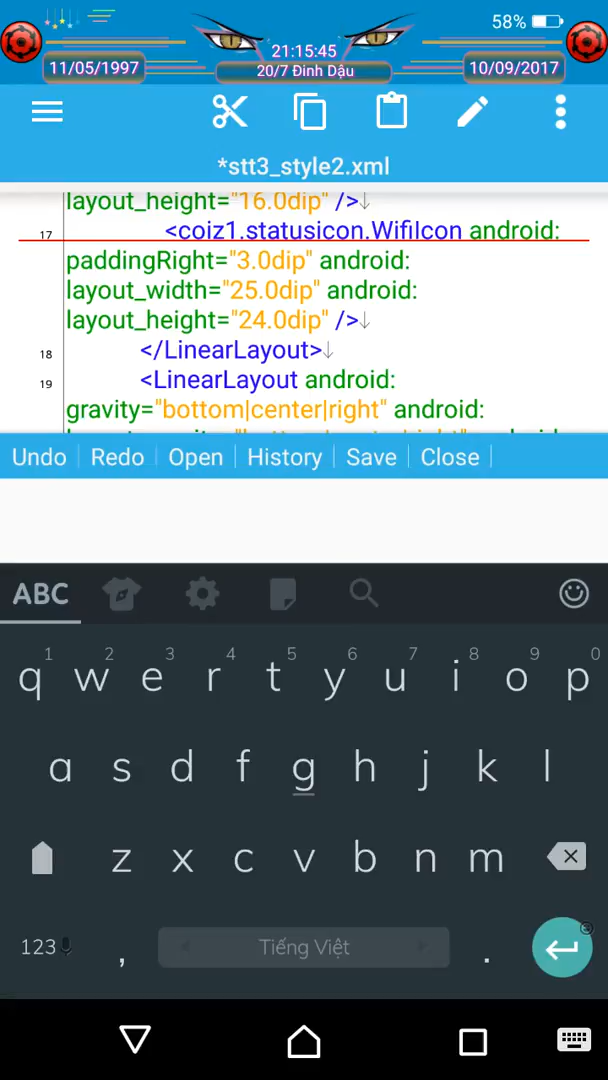 58%
21:15:45
11/05/1997
20/7 Đinh Dậu
10/09/2017
*stt3_style2.xml
layout_height="16.0dip" />↓
17 <coiz1.statusicon.WifiIcon android:
paddingRight="3.0dip" android:
layout_width="25.0dip" android:
layout_height="24.0dip" />↓
18 </LinearLayout>↓
19 <LinearLayout android:
gravity="bottom|center|right" android:
Undo | Redo | Open | History | Save | Close |
ABC
1 2 3 4 5 6 7 8 9 0
q w e r t y u i o p
a s d f g h j k l
z x c v b n m
123 , Tiếng Việt .